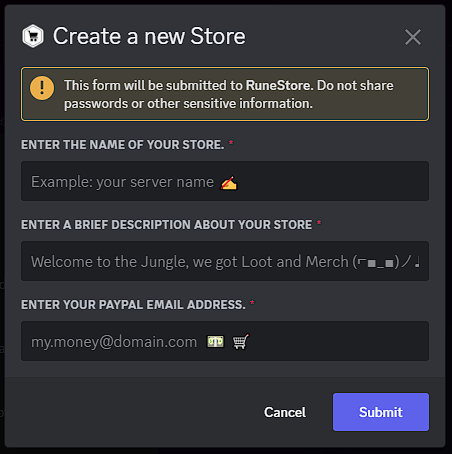 Create a new Store
This form will be submitted to RuneStore. Do not share
passwords or other sensitive information.
ENTER THE NAME OF YOUR STORE. *
Example: your server name ✍️
ENTER A BRIEF DESCRIPTION ABOUT YOUR STORE *
Welcome to the Jungle, we got Loot and Merch (⌐■_■)ノ♩
ENTER YOUR PAYPAL EMAIL ADDRESS. *
my.money@domain.com 💵 🛒
Cancel
Submit